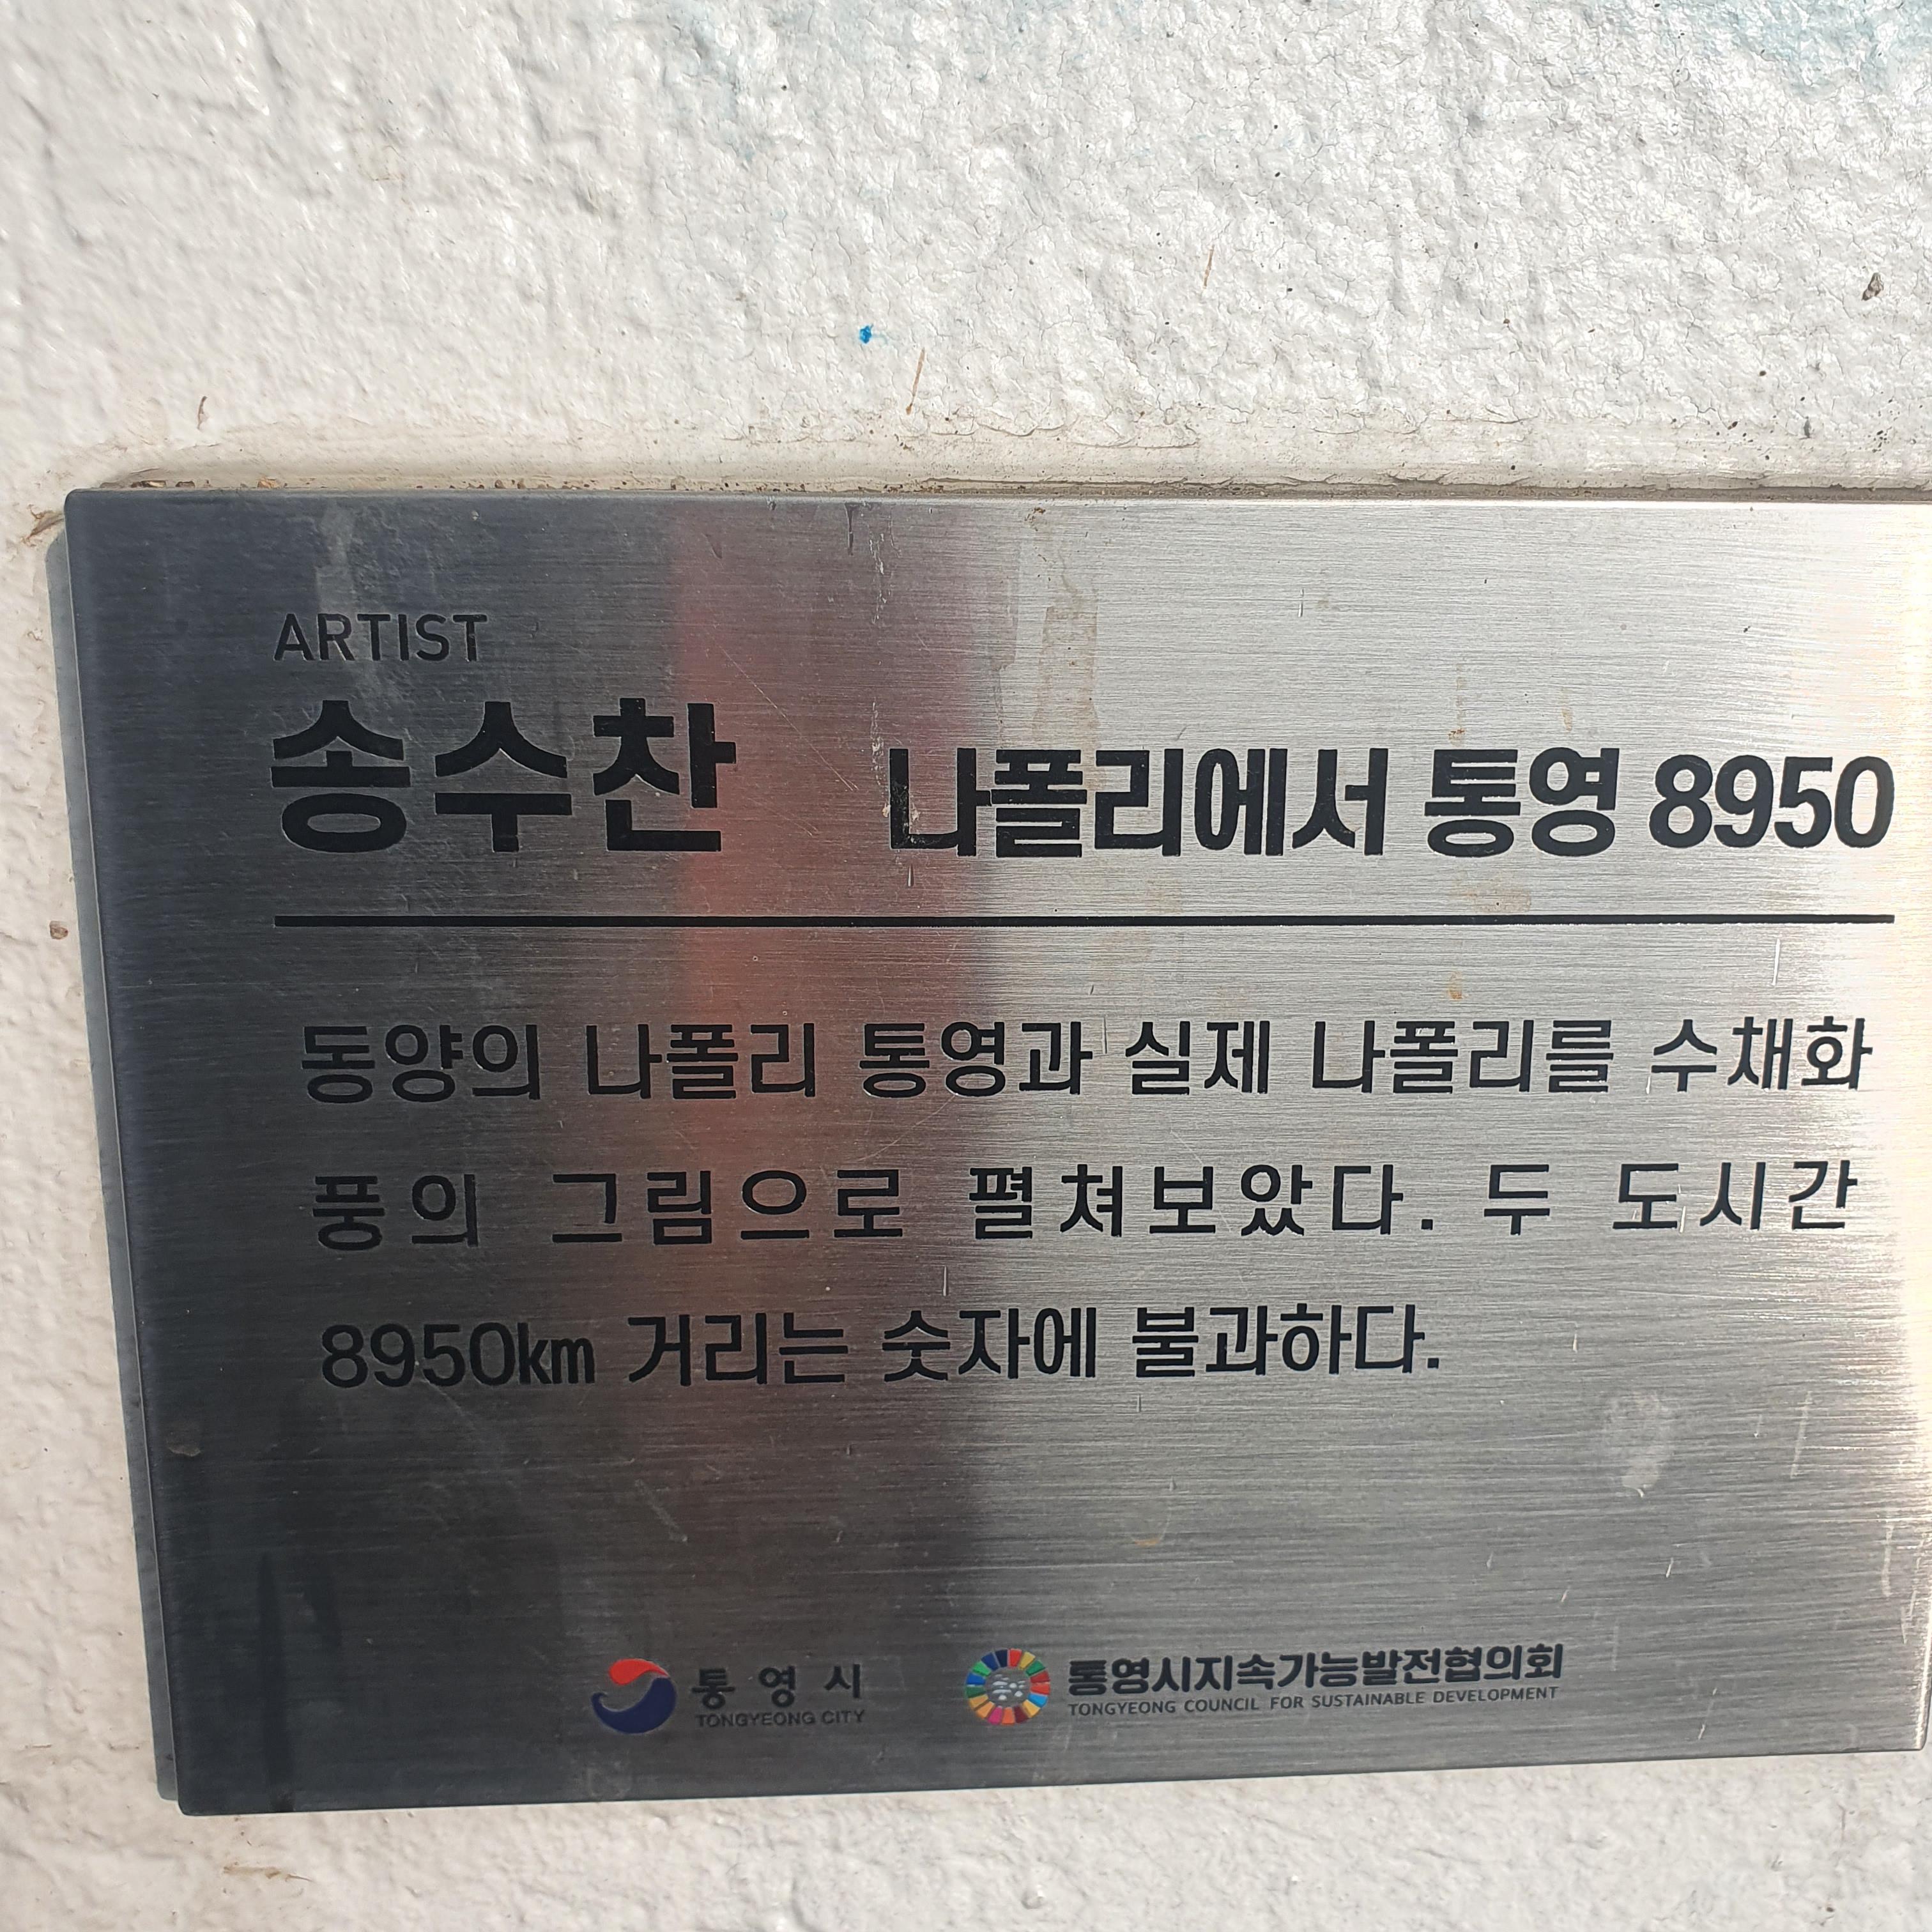 ARTIST
송수찬 나폴리에서 통영 8950
동양의 나폴리 통영과 실제 나폴리를 수채화
풍의 그림으로 펼쳐보았다. 두 도시간
8950km 거리는 숫자에 불과하다.
통영시 통영시지속가능발전협의회
TONGYEONG CITY TONGYEONG COUNCIL FOR SUSTAINABLE DEVELOPMENT